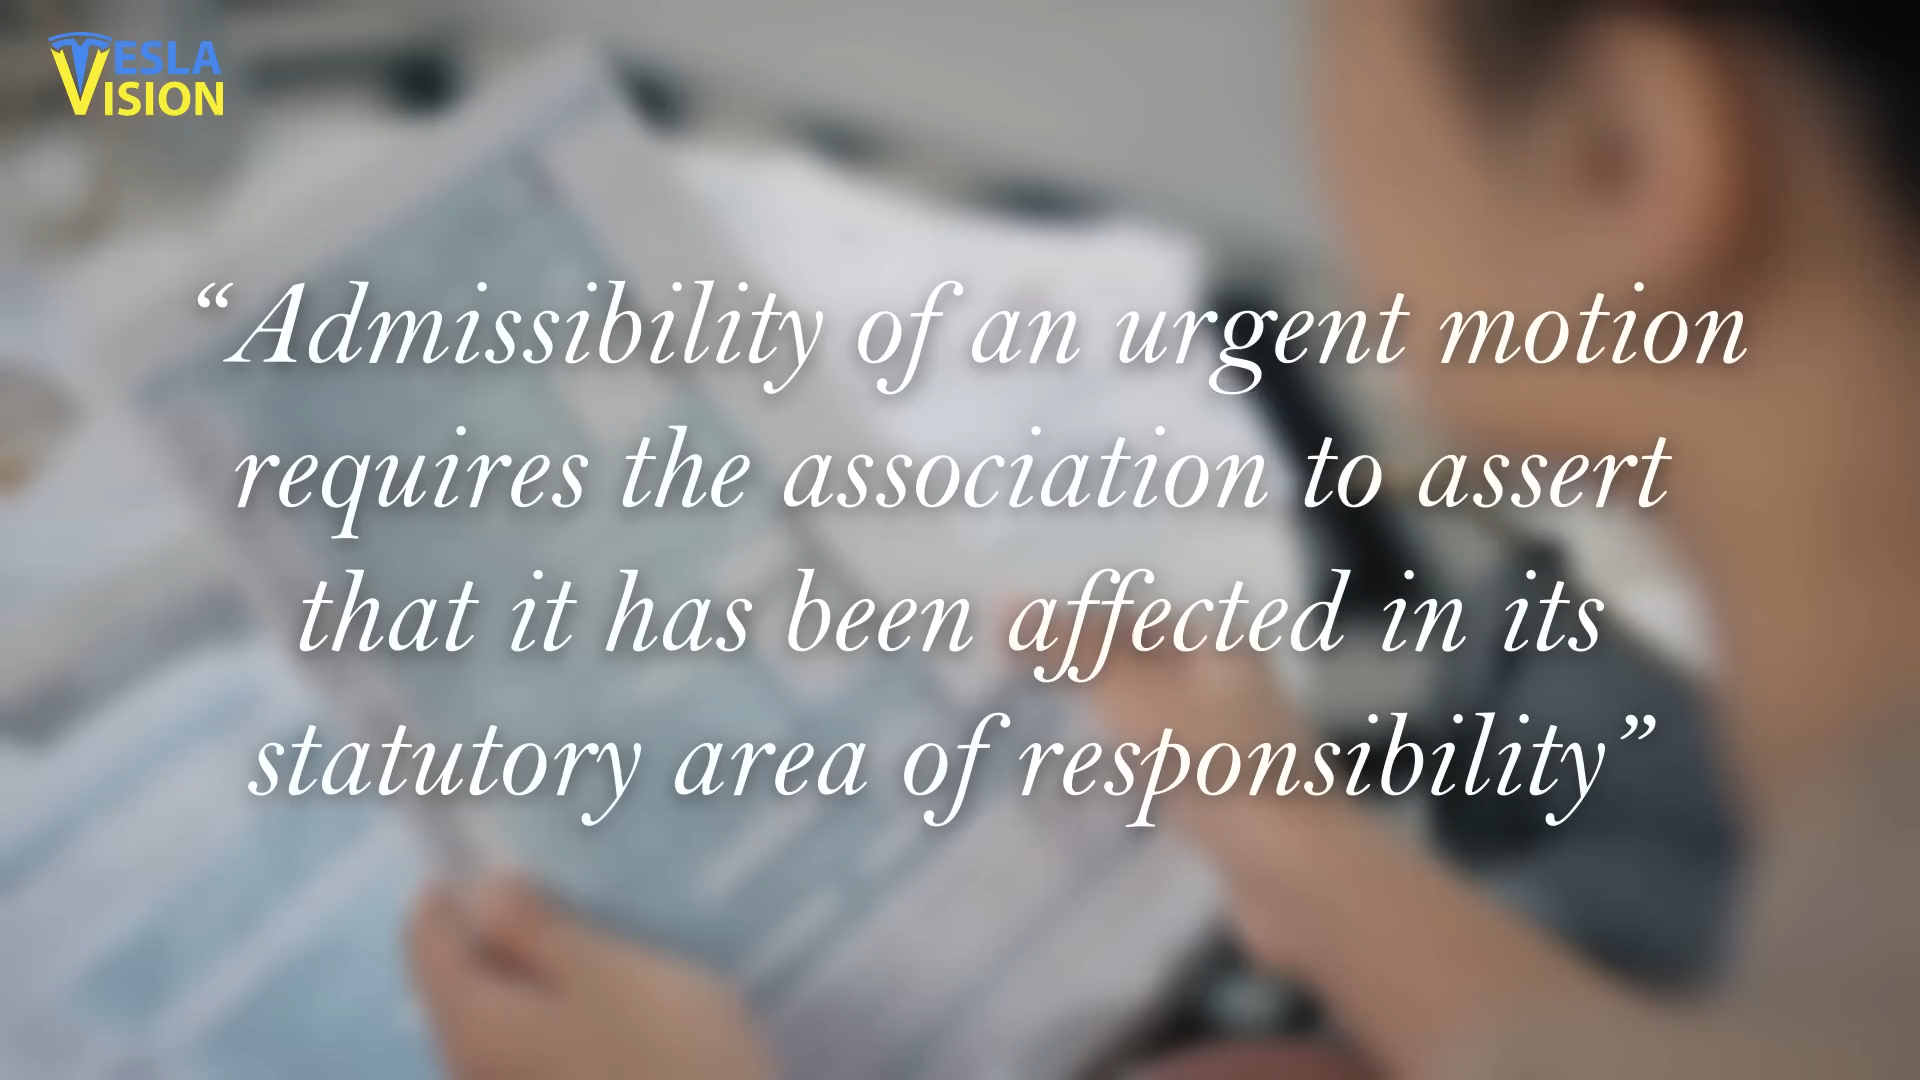 TESLA
VISION
“Admissibility of an urgent motion
requires the association to assert
that it has been affected in its
statutory area of responsibility”